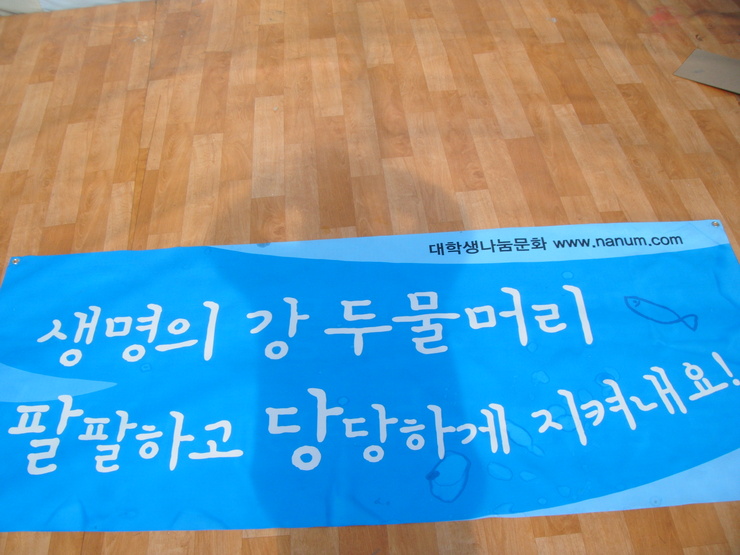 대학생나눔문화 www.nanum.com
생명의 강 두물머리
팔팔하고 당당하게 지켜내요!